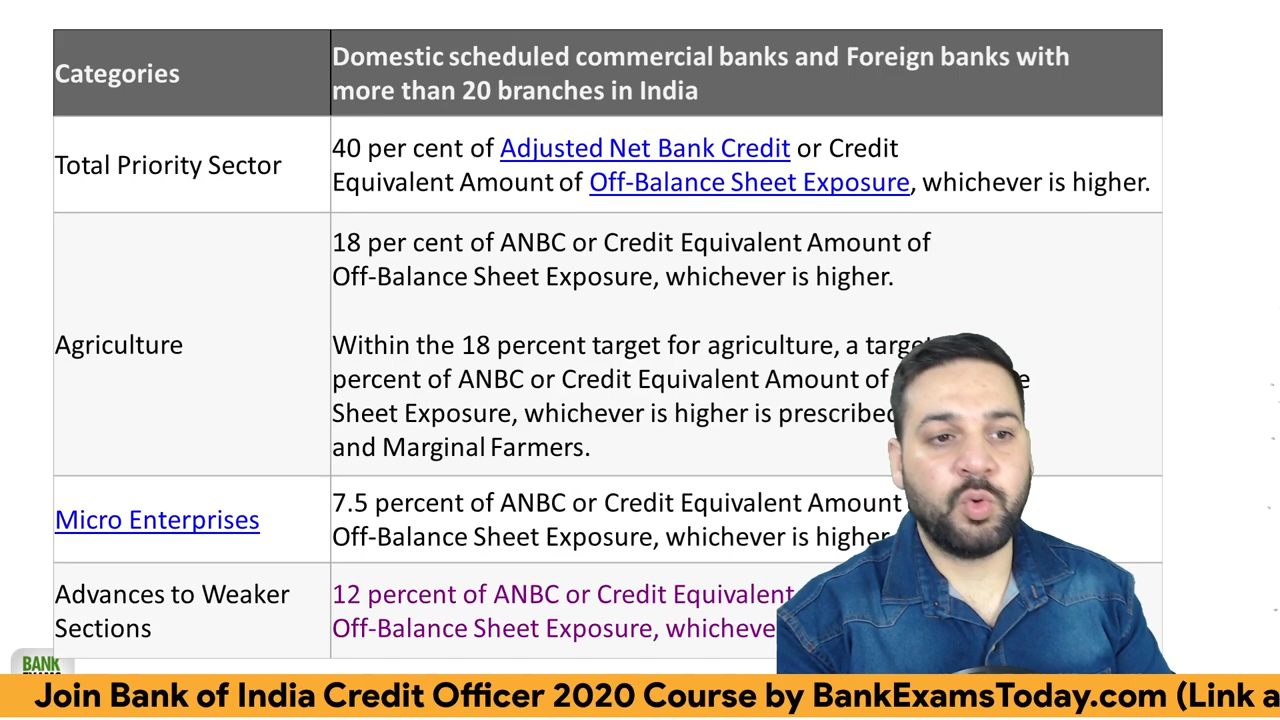 Categories
Domestic scheduled commercial banks and Foreign banks with
more than 20 branches in India
Total Priority Sector
40 per cent of Adjusted Net Bank Credit or Credit
Equivalent Amount of Off-Balance Sheet Exposure, whichever is higher.
Agriculture
18 per cent of ANBC or Credit Equivalent Amount of
Off-Balance Sheet Exposure, whichever is higher.
Within the 18 percent target for agriculture, a
percent of ANBC or Credit Equivalent Amount of
Sheet Exposure, whichever is higher is prescribed
and Marginal Farmers.
Micro Enterprises
7.5 percent of ANBC or Credit Equivalent Amount
Off-Balance Sheet Exposure, whichever is higher
Advances to Weaker
Sections
12 percent of ANBC or Credit Equivalent
Off-Balance Sheet Exposure,
BANK
Join Bank of India Credit Officer 2020 Course by BankExamsToday.com (Link